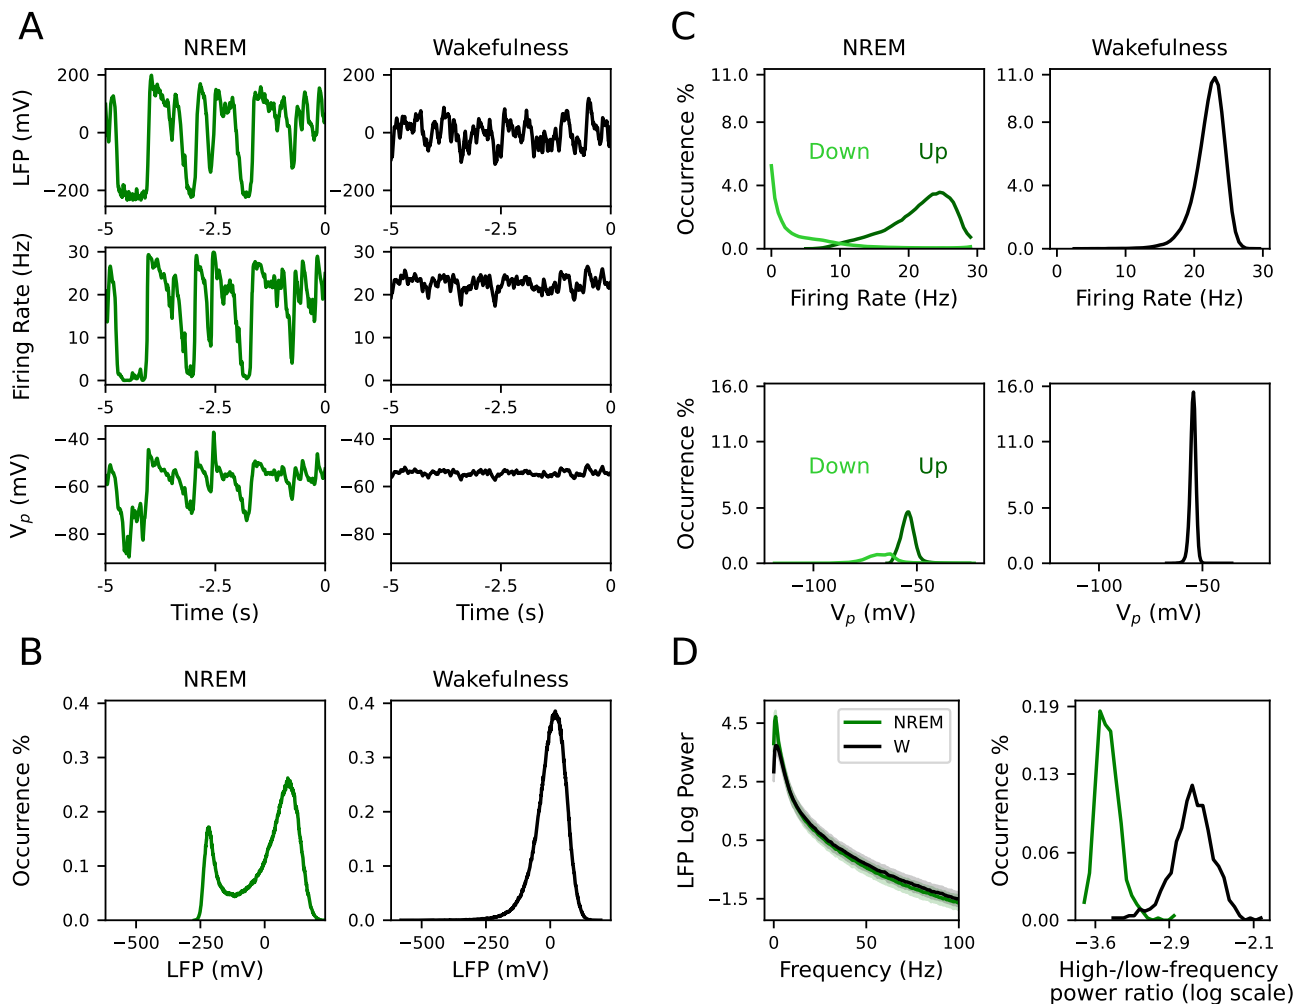 A
NREM
Wakefulness
LFP (mV)
200
0
−200
-5
-2.5
0
200
0
−200
-5
-2.5
0
Firing Rate (Hz)
30
20
10
0
-5
-2.5
0
30
20
10
0
-5
-2.5
0
Vp (mV)
−40
−60
−80
-5
-2.5
0
Time (s)
−40
−60
−80
-5
-2.5
0
Time (s)
B
NREM
Wakefulness
Occurrence %
0.4
0.3
0.2
0.1
0.0
−500
−250
0
LFP (mV)
0.4
0.3
0.2
0.1
0.0
−500
−250
0
LFP (mV)
C
NREM
Wakefulness
Occurrence %
11.0
8.0
4.0
0.0
Down
Up
0
10
20
30
Firing Rate (Hz)
11.0
8.0
4.0
0.0
0
10
20
30
Firing Rate (Hz)
Occurrence %
16.0
11.0
5.0
0.0
Down
Up
−100
−50
Vp (mV)
16.0
11.0
5.0
0.0
−100
−50
Vp (mV)
D
LFP Log Power
4.5
2.5
0.5
−1.5
NREM
W
0
50
100
Frequency (Hz)
Occurrence %
0.19
0.13
0.06
0.00
−3.6
−2.9
−2.1
High-/low-frequency
power ratio (log scale)